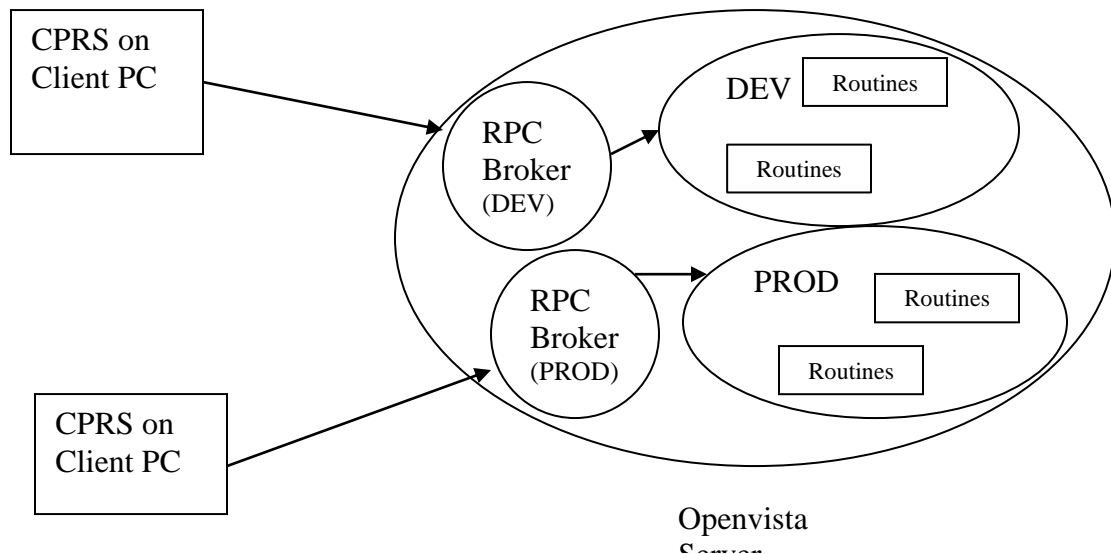 CPRS on
Client PC
RPC
Broker
(DEV)
DEV
Routines
Routines
RPC
Broker
(PROD)
PROD
Routines
Routines
CPRS on
Client PC
Openvista
Server